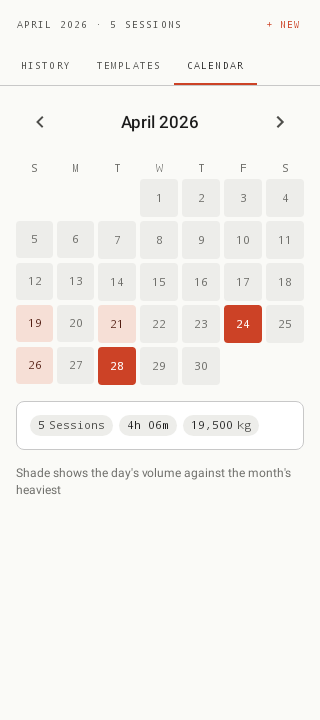 APRIL 2026 · 5 SESSIONS + NEW
HISTORY TEMPLATES CALENDAR
April 2026
S M T W T F S
1 2 3 4
5 6 7 8 9 10 11
12 13 14 15 16 17 18
19 20 21 22 23 24 25
26 27 28 29 30
5 Sessions 4h 06m 19,500 kg
Shade shows the day's volume against the month's
heaviest